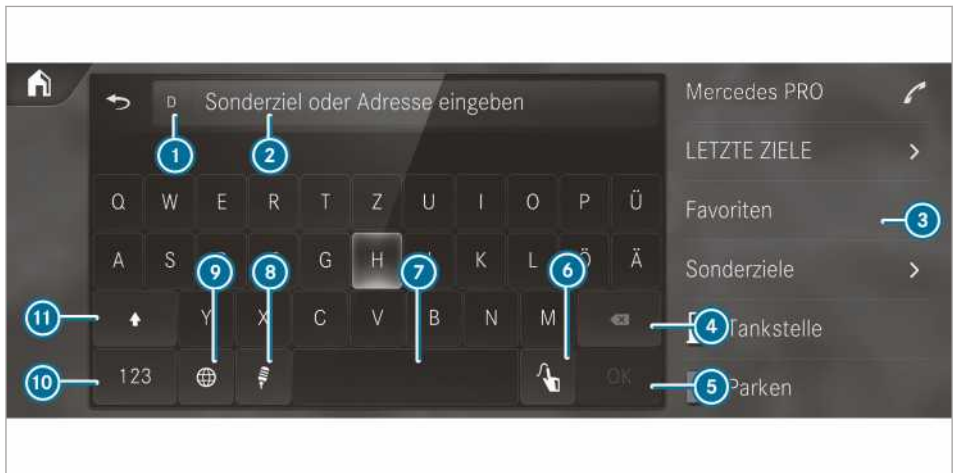 D Sonderziel oder Adresse eingeben
1 2
Q W E R T Z U I O P Ü
A S G H K L Ö Ä
9 8 7 6
11 Y X C V B N M
10 123 OK
Mercedes PRO
LETZTE ZIELE
Favoriten 3
Sonderziele
4 Tankstelle
5 Parken